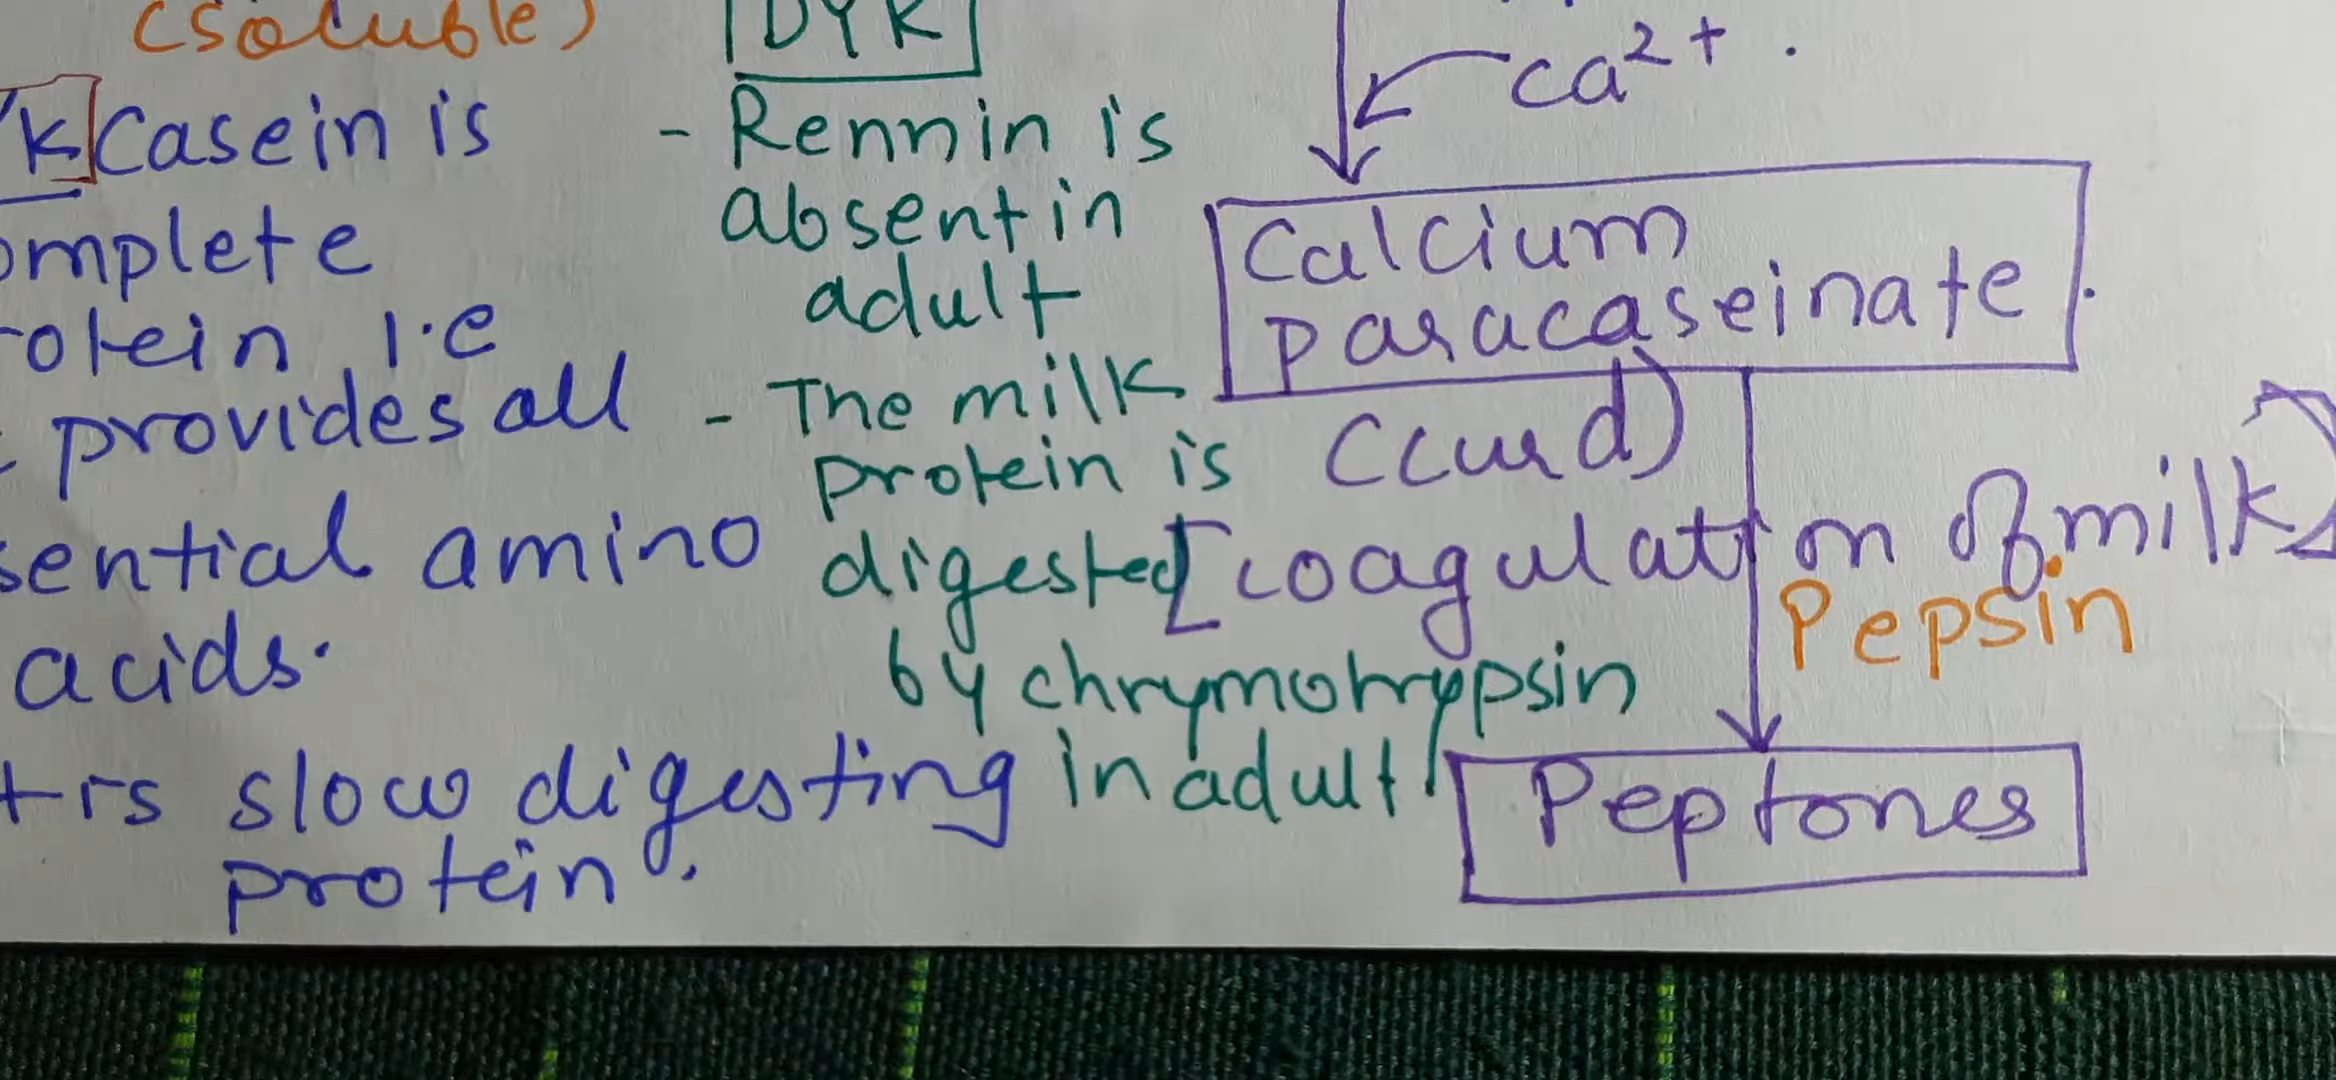 (soluble)
K Casein is
omplete
rotein i.e
provides all
sential amino
acids.
slow digesting
protein.
DYK
- Rennin is
absent in
adult
- The milk
protein is
digested
by chrymotrypsin
in adult
Ca2+.
Calcium
paracaseinate
(curd)
[coagulation of milk]
Pepsin
Peptones